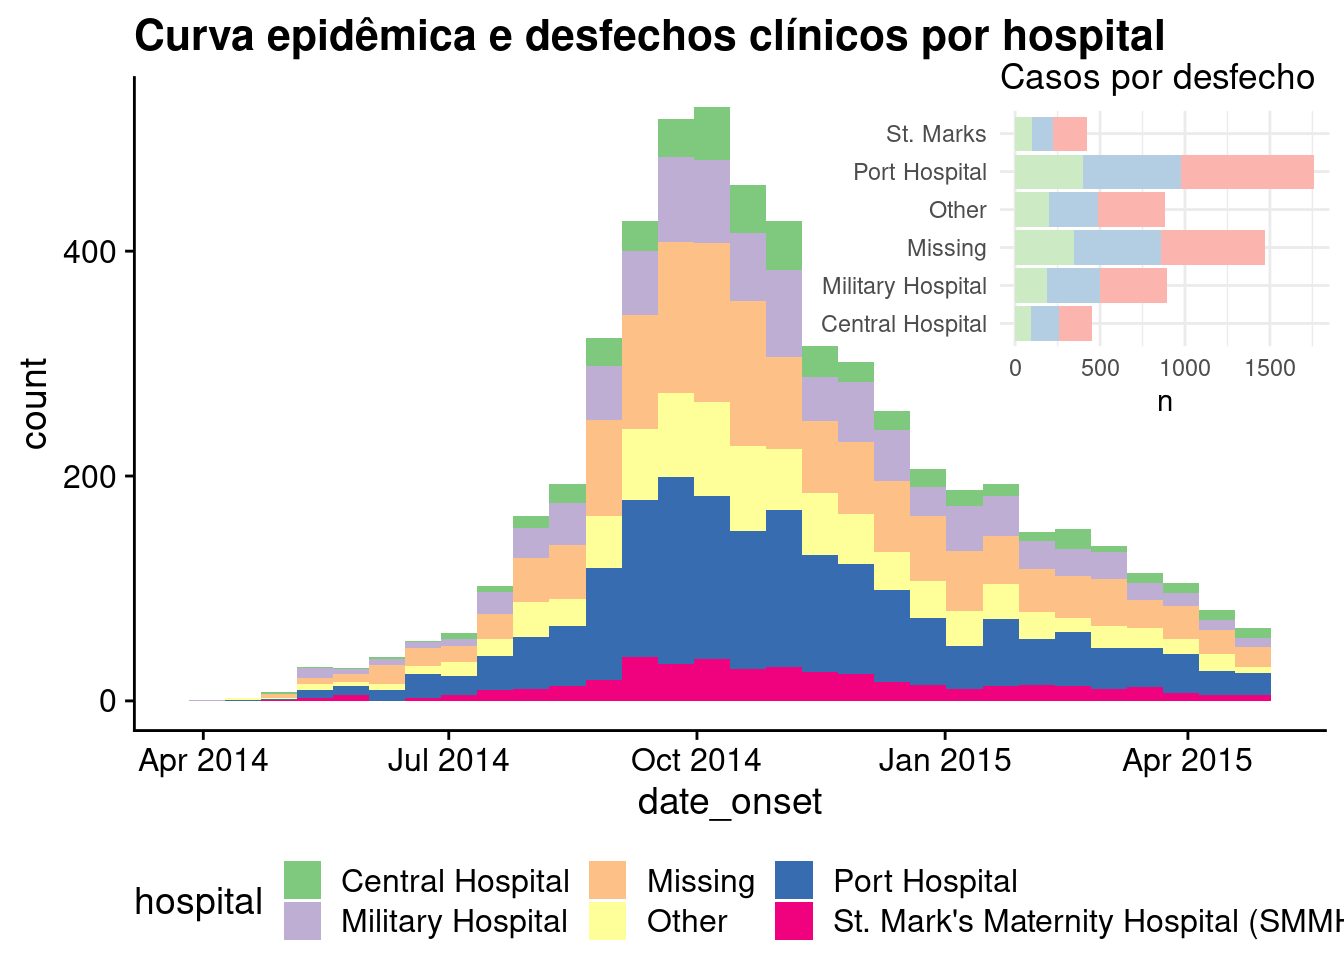 Curva epidêmica e desfechos clínicos por hospital
Casos por desfecho
St. Marks
Port Hospital
Other
Missing
Military Hospital
Central Hospital
0 500 1000 1500
n
count
400
200
0
Apr 2014 Jul 2014 Oct 2014 Jan 2015 Apr 2015
date_onset
hospital
Central Hospital Missing Port Hospital
Military Hospital Other St. Mark's Maternity Hospital (SMMH